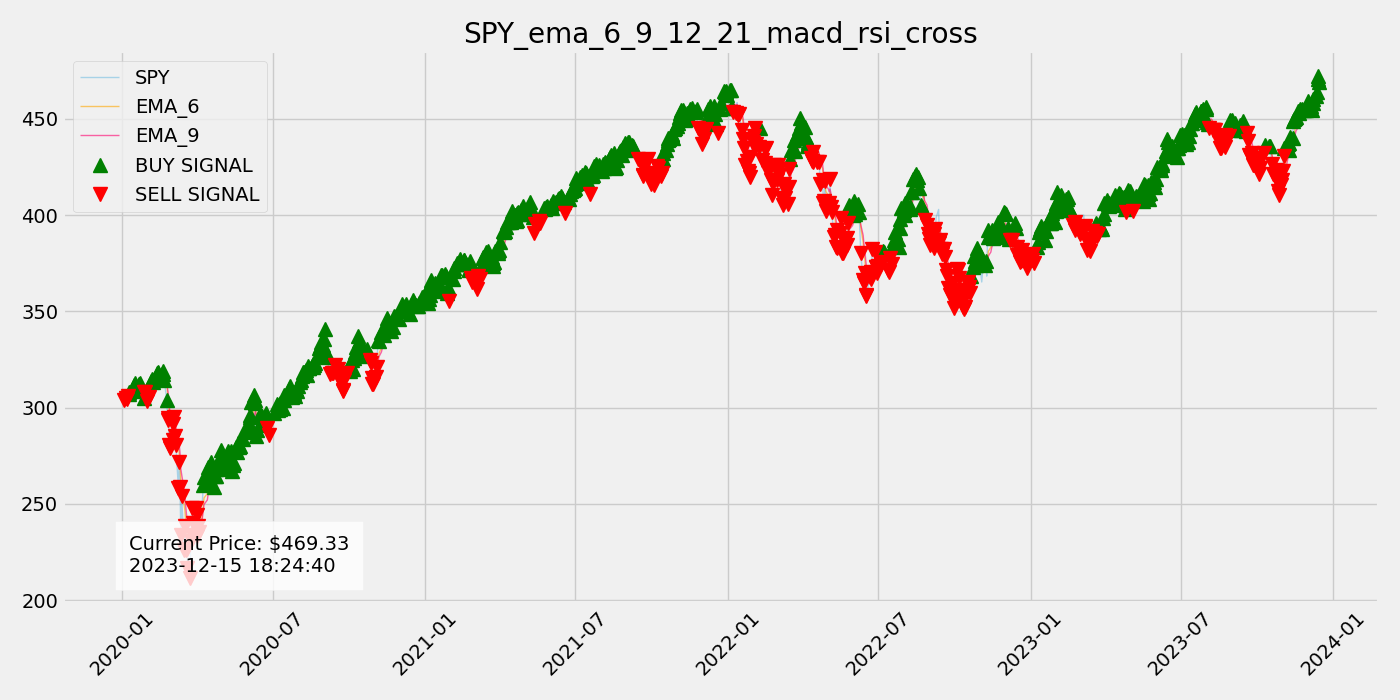 SPY_ema_6_9_12_21_macd_rsi_cross
SPY
EMA_6
EMA_9
BUY SIGNAL
SELL SIGNAL
450
400
350
300
250
200
Current Price: $469.33
2023-12-15 18:24:40
2020-01
2020-07
2021-01
2021-07
2022-01
2022-07
2023-01
2023-07
2024-01